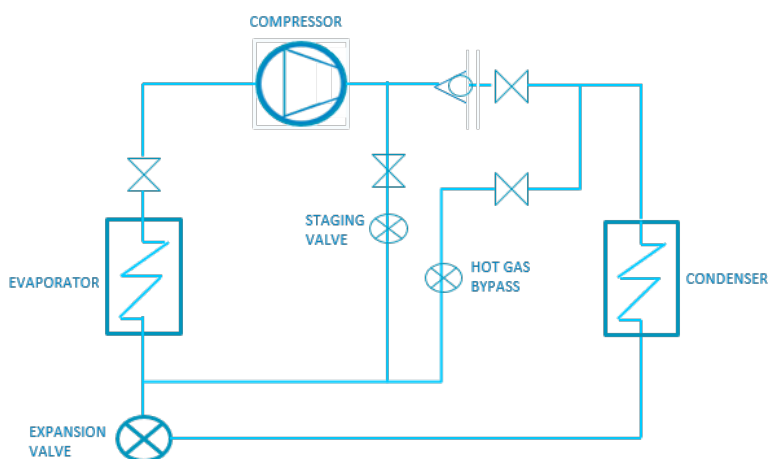 COMPRESSOR
STAGING
VALVE
HOT GAS
BYPASS
EVAPORATOR
CONDENSER
EXPANSION
VALVE